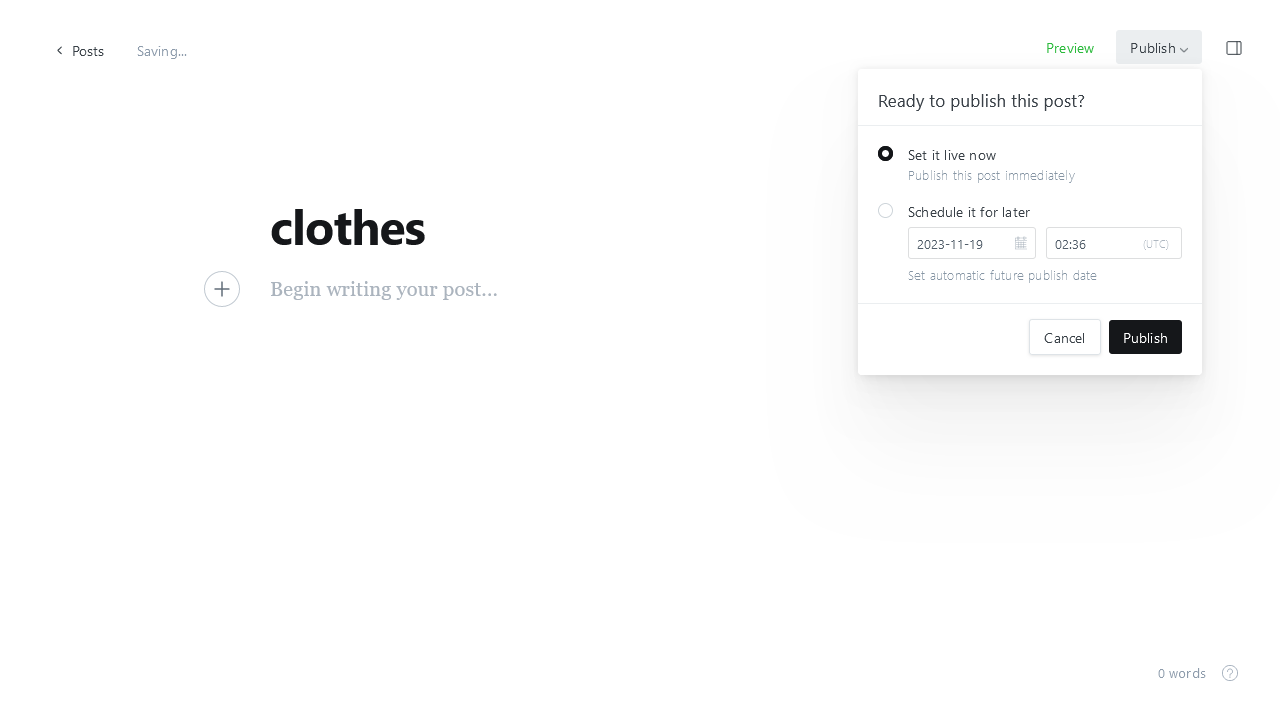 Posts
Saving...
Preview
Publish
Ready to publish this post?
Set it live now
Publish this post immediately
Schedule it for later
2023-11-19
02:36
(UTC)
Set automatic future publish date
Cancel
Publish
clothes
Begin writing your post...
0 words
?